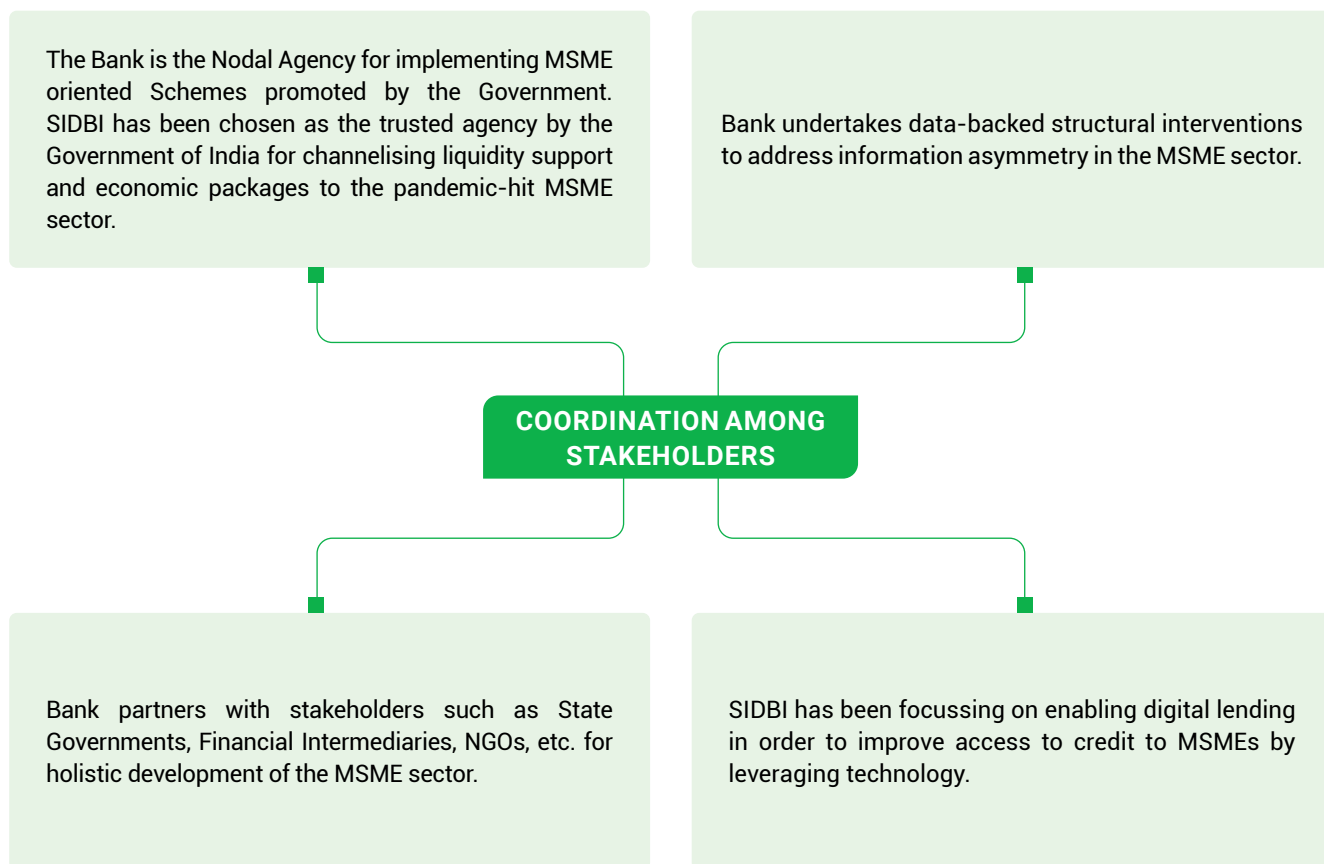 The Bank is the Nodal Agency for implementing MSME
oriented Schemes promoted by the Government.
SIDBI has been chosen as the trusted agency by the
Government of India for channelising liquidity support
and economic packages to the pandemic-hit MSME
sector.
Bank undertakes data-backed structural interventions
to address information asymmetry in the MSME sector.
COORDINATION AMONG
STAKEHOLDERS
Bank partners with stakeholders such as State
Governments, Financial Intermediaries, NGOs, etc. for
holistic development of the MSME sector.
SIDBI has been focussing on enabling digital lending
in order to improve access to credit to MSMEs by
leveraging technology.